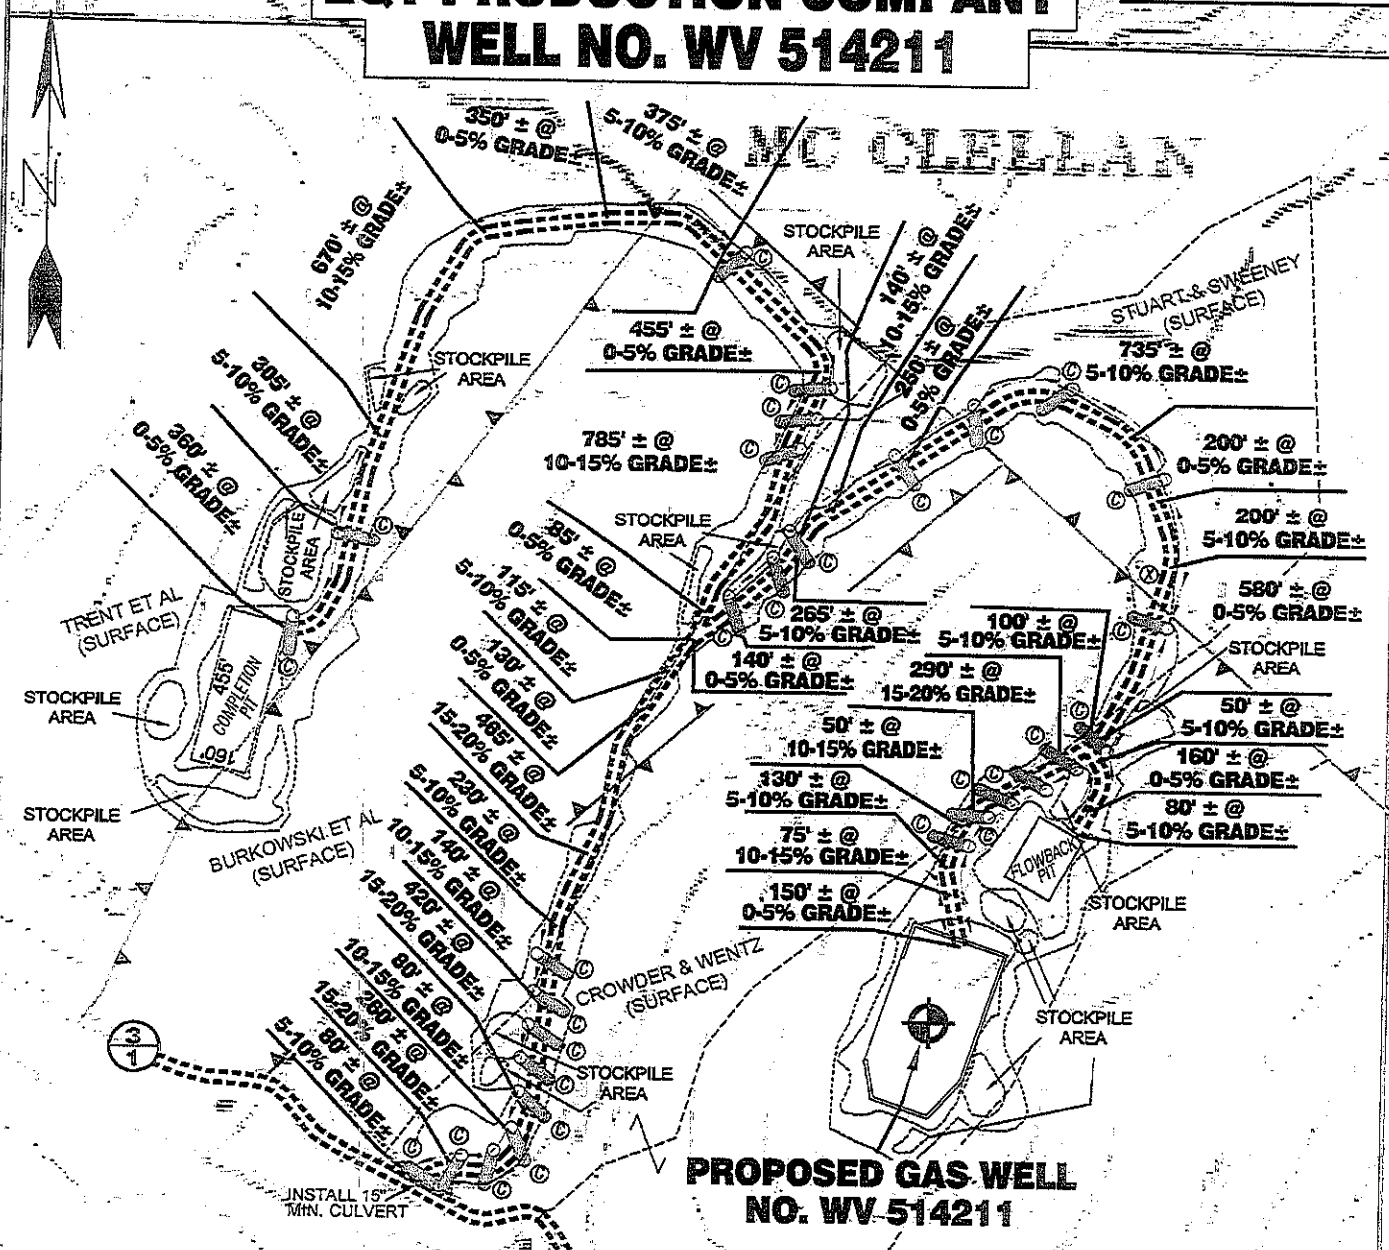 EQT PRODUCTION COMPANY
WELL NO. WV 514211
N
MC CLELLAN
350' ± @
0-5% GRADE±
375' ± @
5-10% GRADE±
670' ± @
10-15% GRADE±
STOCKPILE
AREA
140' ± @
10-15% GRADE±
250' ± @
0-5% GRADE±
STUART & SWEENEY
(SURFACE)
455' ± @
0-5% GRADE±
735' ± @
5-10% GRADE±
STOCKPILE
AREA
5-10% GRADE±
360' ± @
0-5% GRADE±
785' ± @
10-15% GRADE±
200' ± @
0-5% GRADE±
STOCKPILE
AREA
STOCKPILE
AREA
85' ± @
0-5% GRADE±
115' ± @
5-10% GRADE±
130' ± @
0-5% GRADE±
200' ± @
5-10% GRADE±
580' ± @
0-5% GRADE±
TRENT ET AL
(SURFACE)
265' ± @
5-10% GRADE±
100' ± @
5-10% GRADE±
140' ± @
0-5% GRADE±
290' ± @
15-20% GRADE±
STOCKPILE
AREA
455'
COMPLETION
PIT
160'
STOCKPILE
AREA
STOCKPILE
AREA
15-20% GRADE±
230' ± @
5-10% GRADE±
140' ± @
10-15% GRADE±
420' ± @
15-20% GRADE±
80' ± @
10-15% GRADE±
260' ± @
15-20% GRADE±
80' ± @
5-10% GRADE±
50' ± @
10-15% GRADE±
50' ± @
5-10% GRADE±
130' ± @
5-10% GRADE±
160' ± @
0-5% GRADE±
75' ± @
10-15% GRADE±
80' ± @
5-10% GRADE±
150' ± @
0-5% GRADE±
FLOWBACK
PIT
STOCKPILE
AREA
BURKOWSKI ET AL
(SURFACE)
CROWDER & WENTZ
(SURFACE)
STOCKPILE
AREA
3
1
STOCKPILE
AREA
INSTALL 15"
MIN. CULVERT
PROPOSED GAS WELL
NO. WV 514211